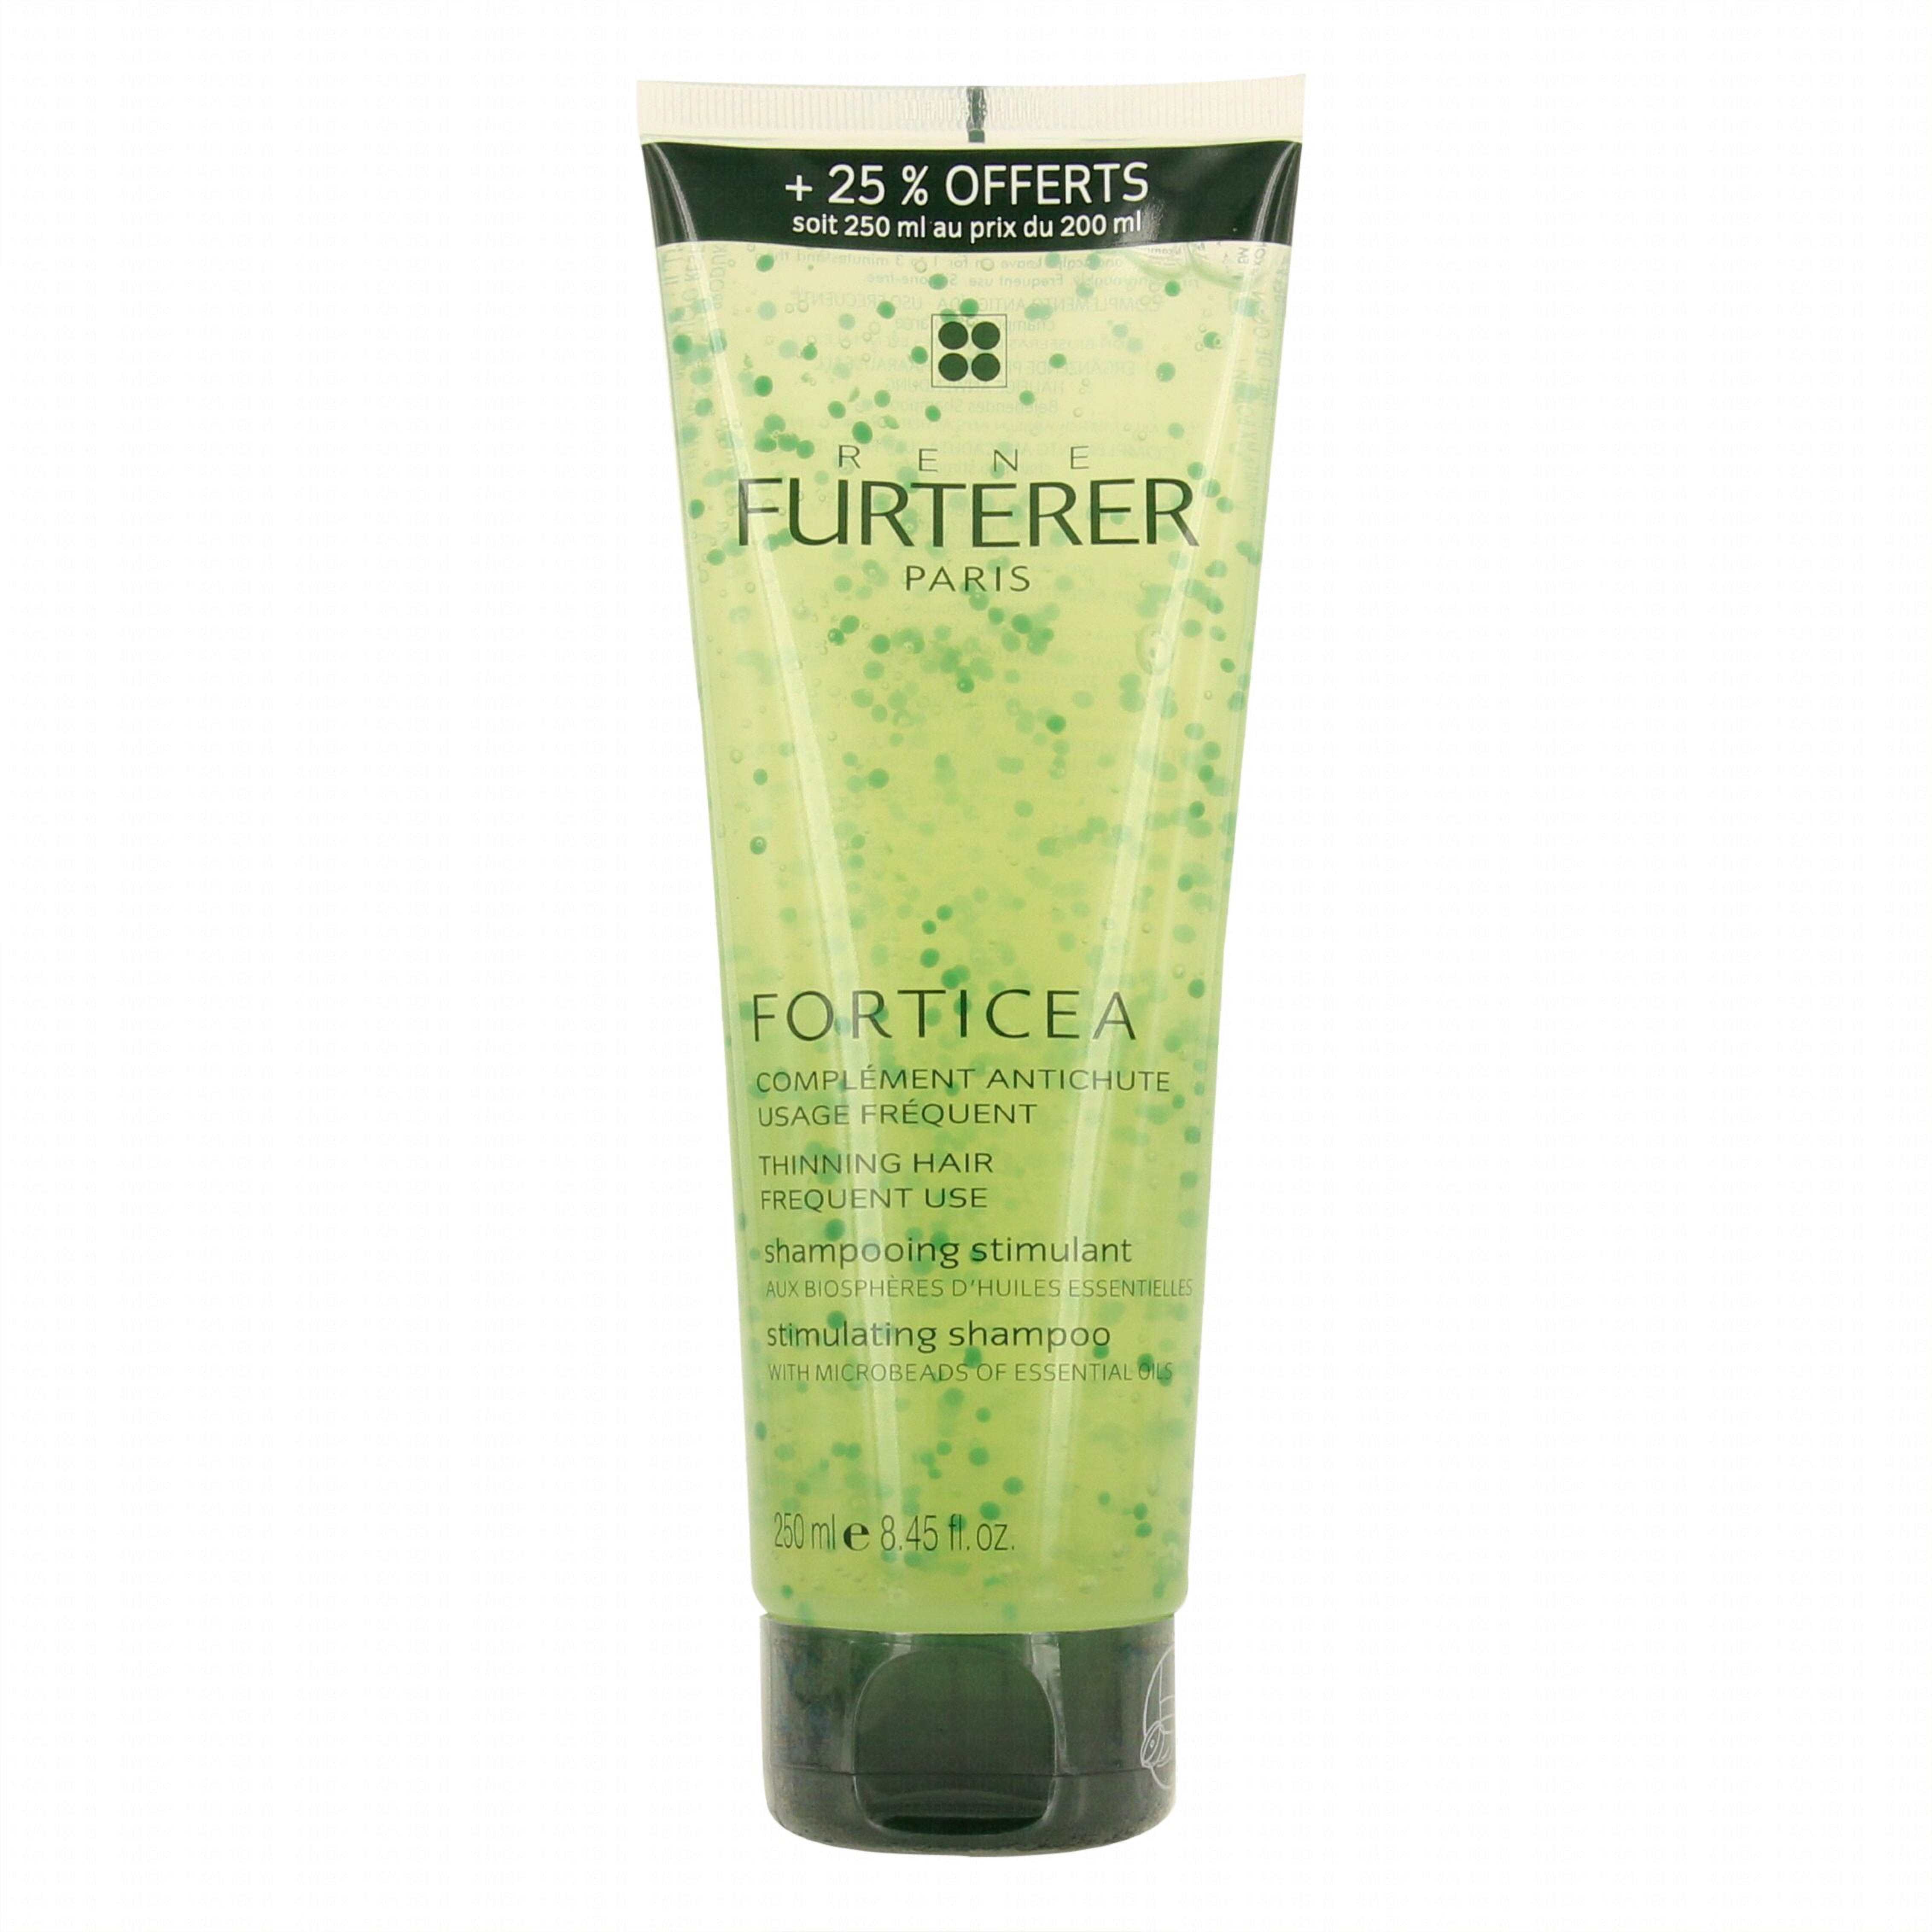 + 25 % OFFERTS
soit 250 ml au prix du 200 ml
RENE
FURTERER
PARIS
FORTICEA
COMPLÉMENT ANTICHUTE
USAGE FRÉQUENT
THINNING HAIR
FREQUENT USE
shampooing stimulant
AUX BIOSPHÈRES D'HUILES ESSENTIELLES
stimulating shampoo
WITH MICROBEADS OF ESSENTIAL OILS
250 ml e 8.45 fl. oz.